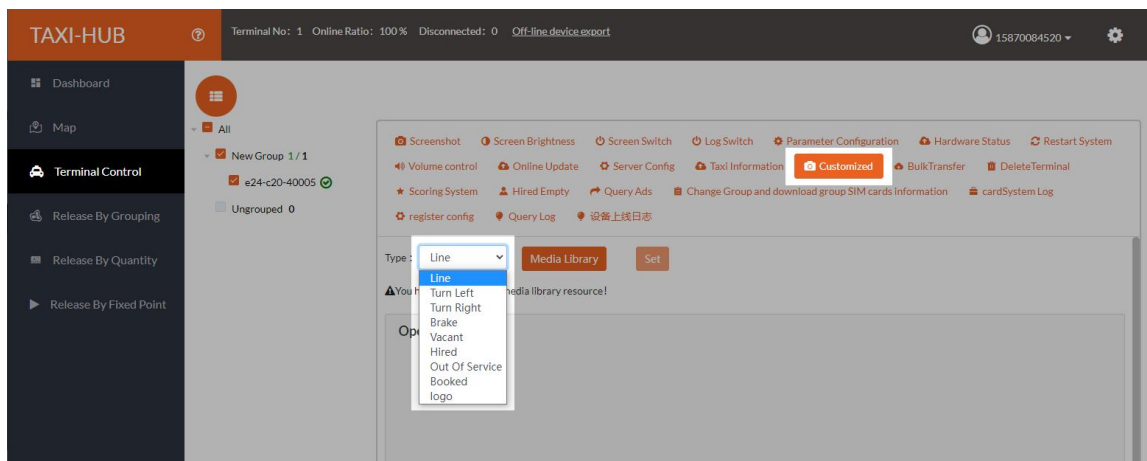 TAXI-HUB
Terminal No: 1 Online Ratio: 100 % Disconnected: 0 Off-line device export
15870084520
Dashboard
Map
Terminal Control
Release By Grouping
Release By Quantity
Release By Fixed Point
All
New Group 1/1
e24-c20-40005
Ungrouped 0
Screenshot Screen Brightness Screen Switch Log Switch Parameter Configuration Hardware Status Restart System
Volume control Online Update Server Config Taxi Information Customized BulkTransfer DeleteTerminal
Scoring System Hired Empty Query Ads Change Group and download group SIM cards information cardSystem Log
register config Query Log 设备上线日志
Type : Line Media Library Set
Line
Turn Left
Turn Right
Brake
Vacant
Hired
Out Of Service
Booked
logo
You h
edia library resource!
Ope